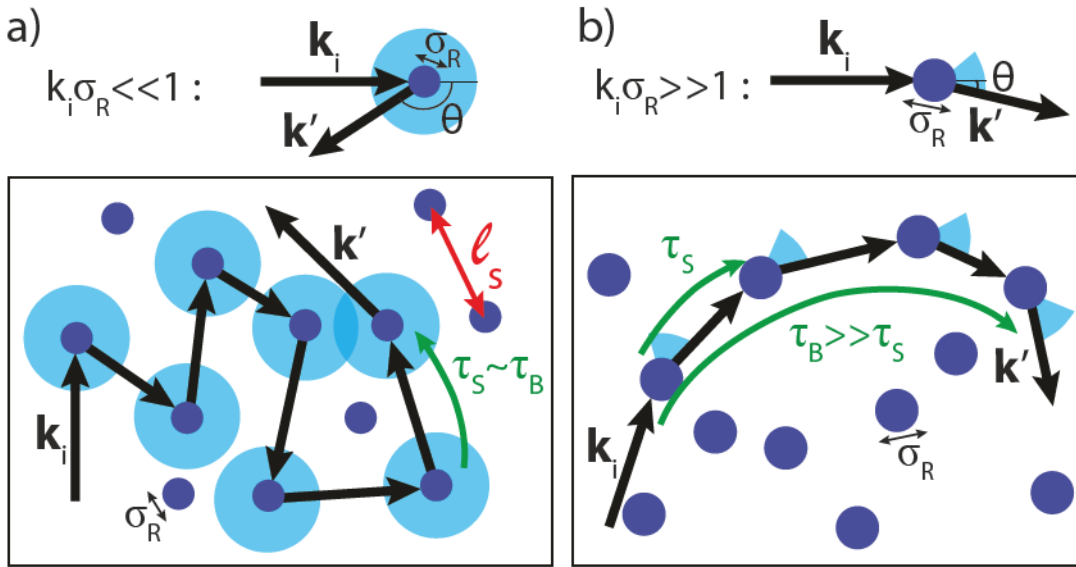 a)
k_i
σ_R
k_iσ_R<<1 :
k'
θ
b)
k_i
k_iσ_R>>1 :
θ
σ_R
k'
k'
ℓ_s
τ_S~τ_B
k_i
σ_R
τ_S
τ_B>>τ_S
k'
k_i
σ_R